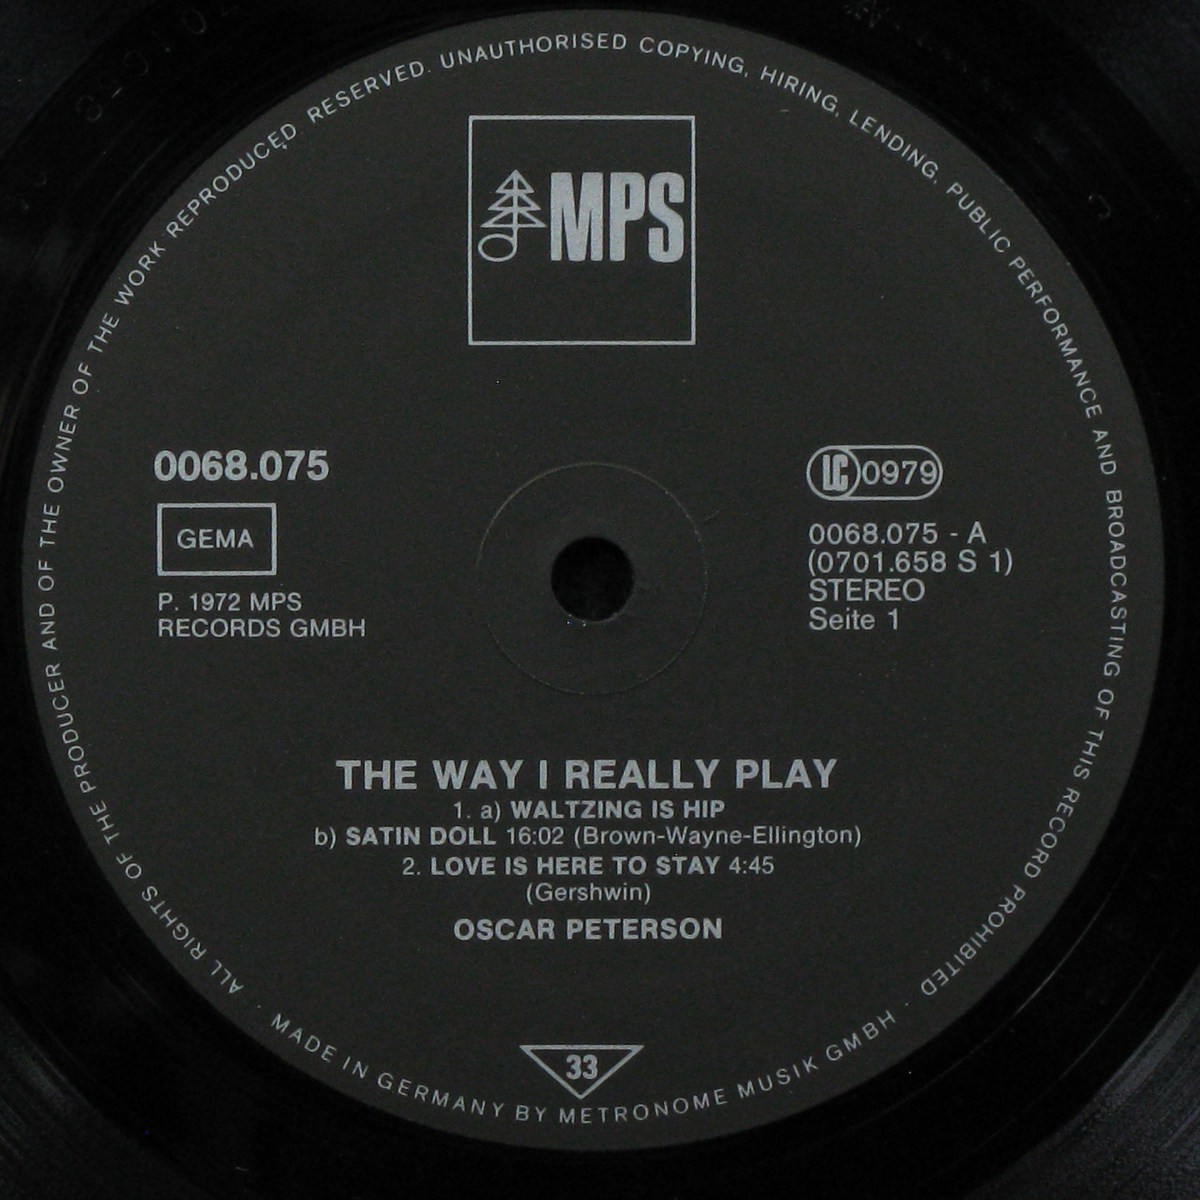 ALL RIGHTS OF THE PRODUCER AND OF THE OWNER OF THE WORK REPRODUCED RESERVED. UNAUTHORISED COPYING, HIRING, LENDING, PUBLIC PERFORMANCE AND BROADCASTING OF THIS RECORD PROHIBITED
MPS
0068.075
GEMA
P. 1972 MPS
RECORDS GMBH
LC 0979
0068.075 - A
(0701.658 S 1)
STEREO
Seite 1
THE WAY I REALLY PLAY
1. a) WALTZING IS HIP
b) SATIN DOLL 16:02 (Brown-Wayne-Ellington)
2. LOVE IS HERE TO STAY 4:45
(Gershwin)
OSCAR PETERSON
33
· MADE IN GERMANY BY METRONOME MUSIK GMBH ·